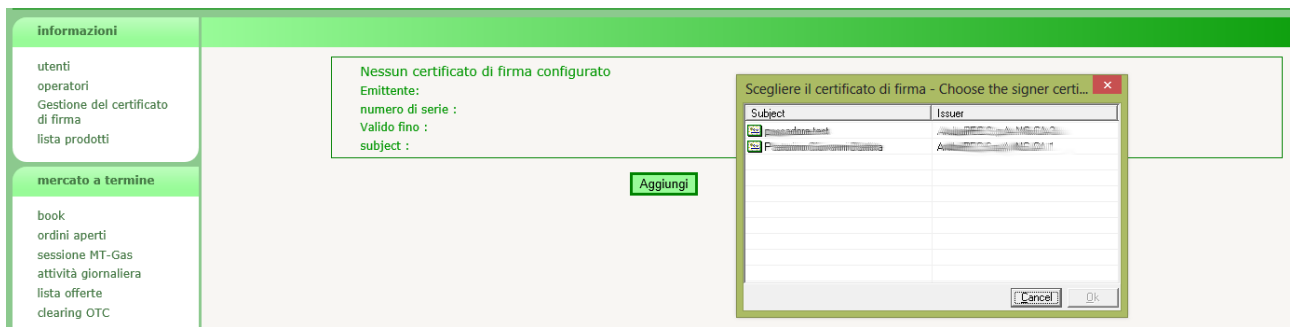 informazioni
utenti
operatori
Gestione del certificato
di firma
lista prodotti
mercato a termine
book
ordini aperti
sessione MT-Gas
attività giornaliera
lista offerte
clearing OTC
Nessun certificato di firma configurato
Emittente:
numero di serie :
Valido fino :
subject :
Aggiungi
Scegliere il certificato di firma - Choose the signer certi...
Subject Issuer
Cancel Ok